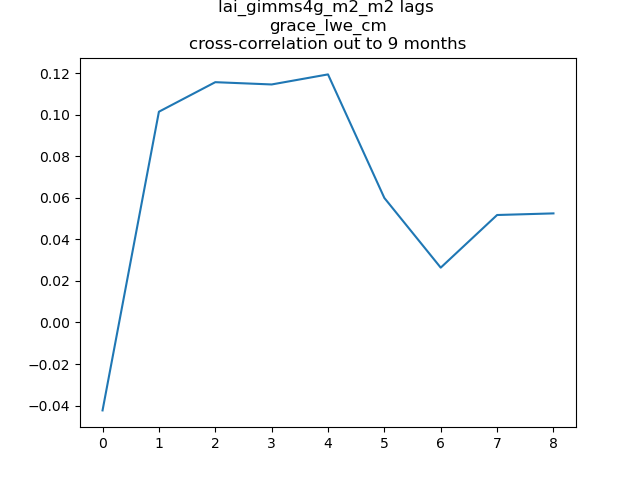 lai_gimms4g_m2_m2 lags
grace_lwe_cm
cross-correlation out to 9 months
0.12
0.10
0.08
0.06
0.04
0.02
0.00
−0.02
−0.04
0 1 2 3 4 5 6 7 8